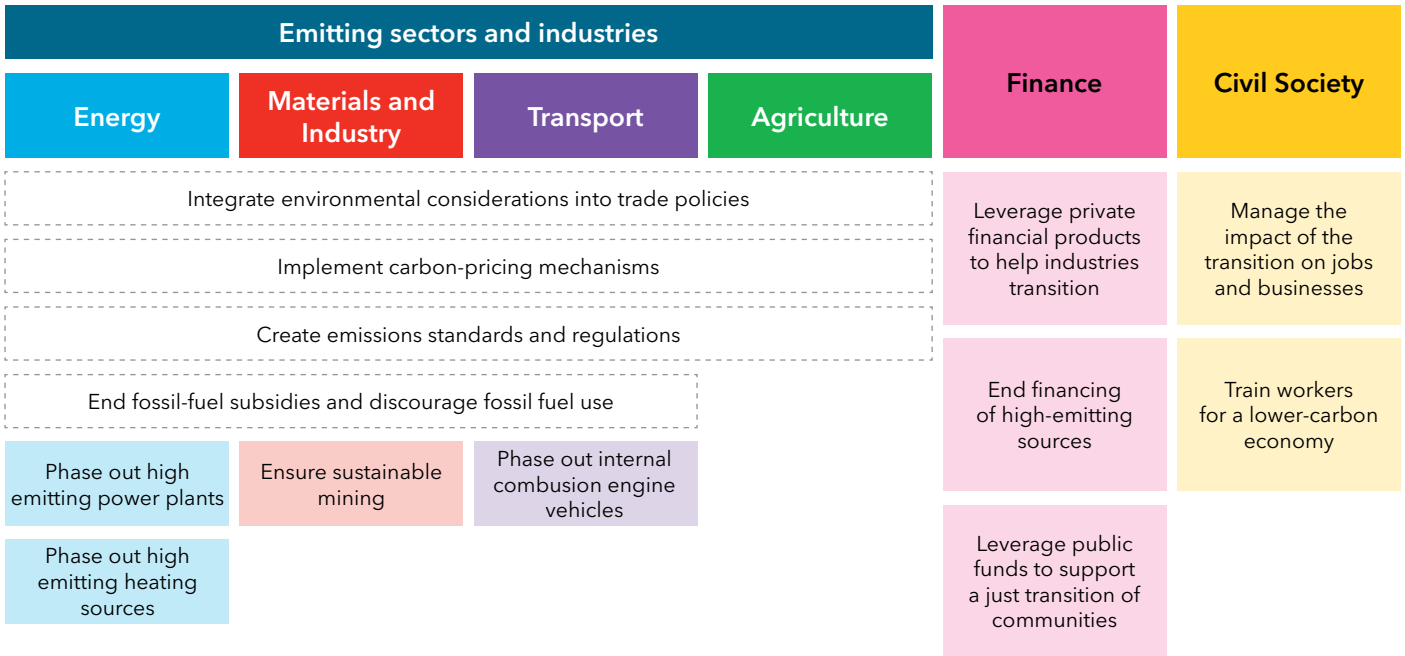 Emitting sectors and industries
Energy
Materials and
Industry
Transport
Agriculture
Finance
Civil Society
Integrate environmental considerations into trade policies
Implement carbon-pricing mechanisms
Create emissions standards and regulations
End fossil-fuel subsidies and discourage fossil fuel use
Phase out high
emitting power plants
Phase out high
emitting heating
sources
Ensure sustainable
mining
Phase out internal
combusion engine
vehicles
Leverage private
financial products
to help industries
transition
End financing
of high-emitting
sources
Leverage public
funds to support
a just transition of
communities
Manage the
impact of the
transition on jobs
and businesses
Train workers
for a lower-carbon
economy